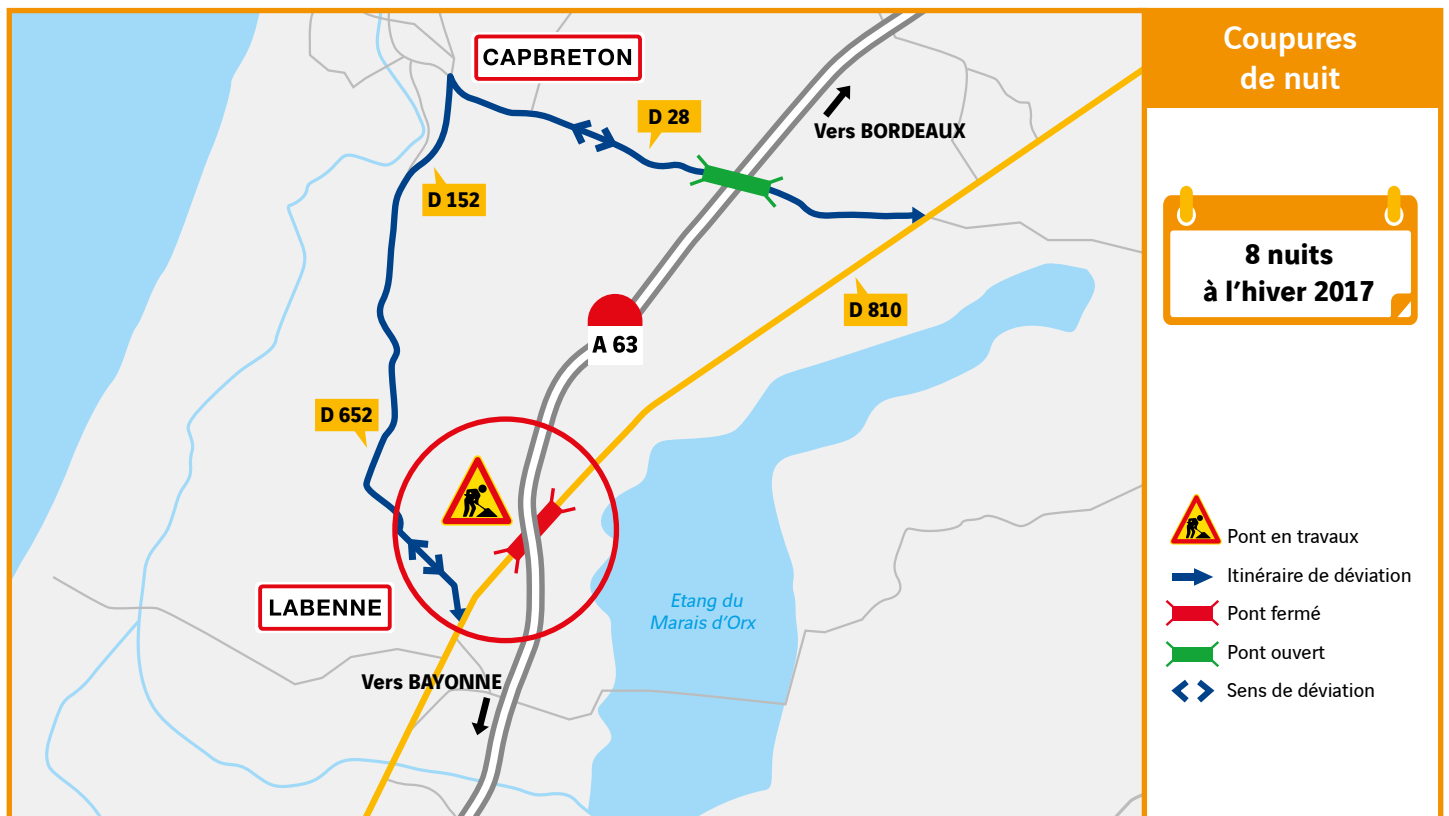 CAPBRETON
D 28
Vers BORDEAUX
D 152
D 810
A 63
D 652
LABENNE
Etang du
Marais d'Orx
Vers BAYONNE
Coupures
de nuit
8 nuits
à l'hiver 2017
Pont en travaux
Itinéraire de déviation
Pont fermé
Pont ouvert
Sens de déviation